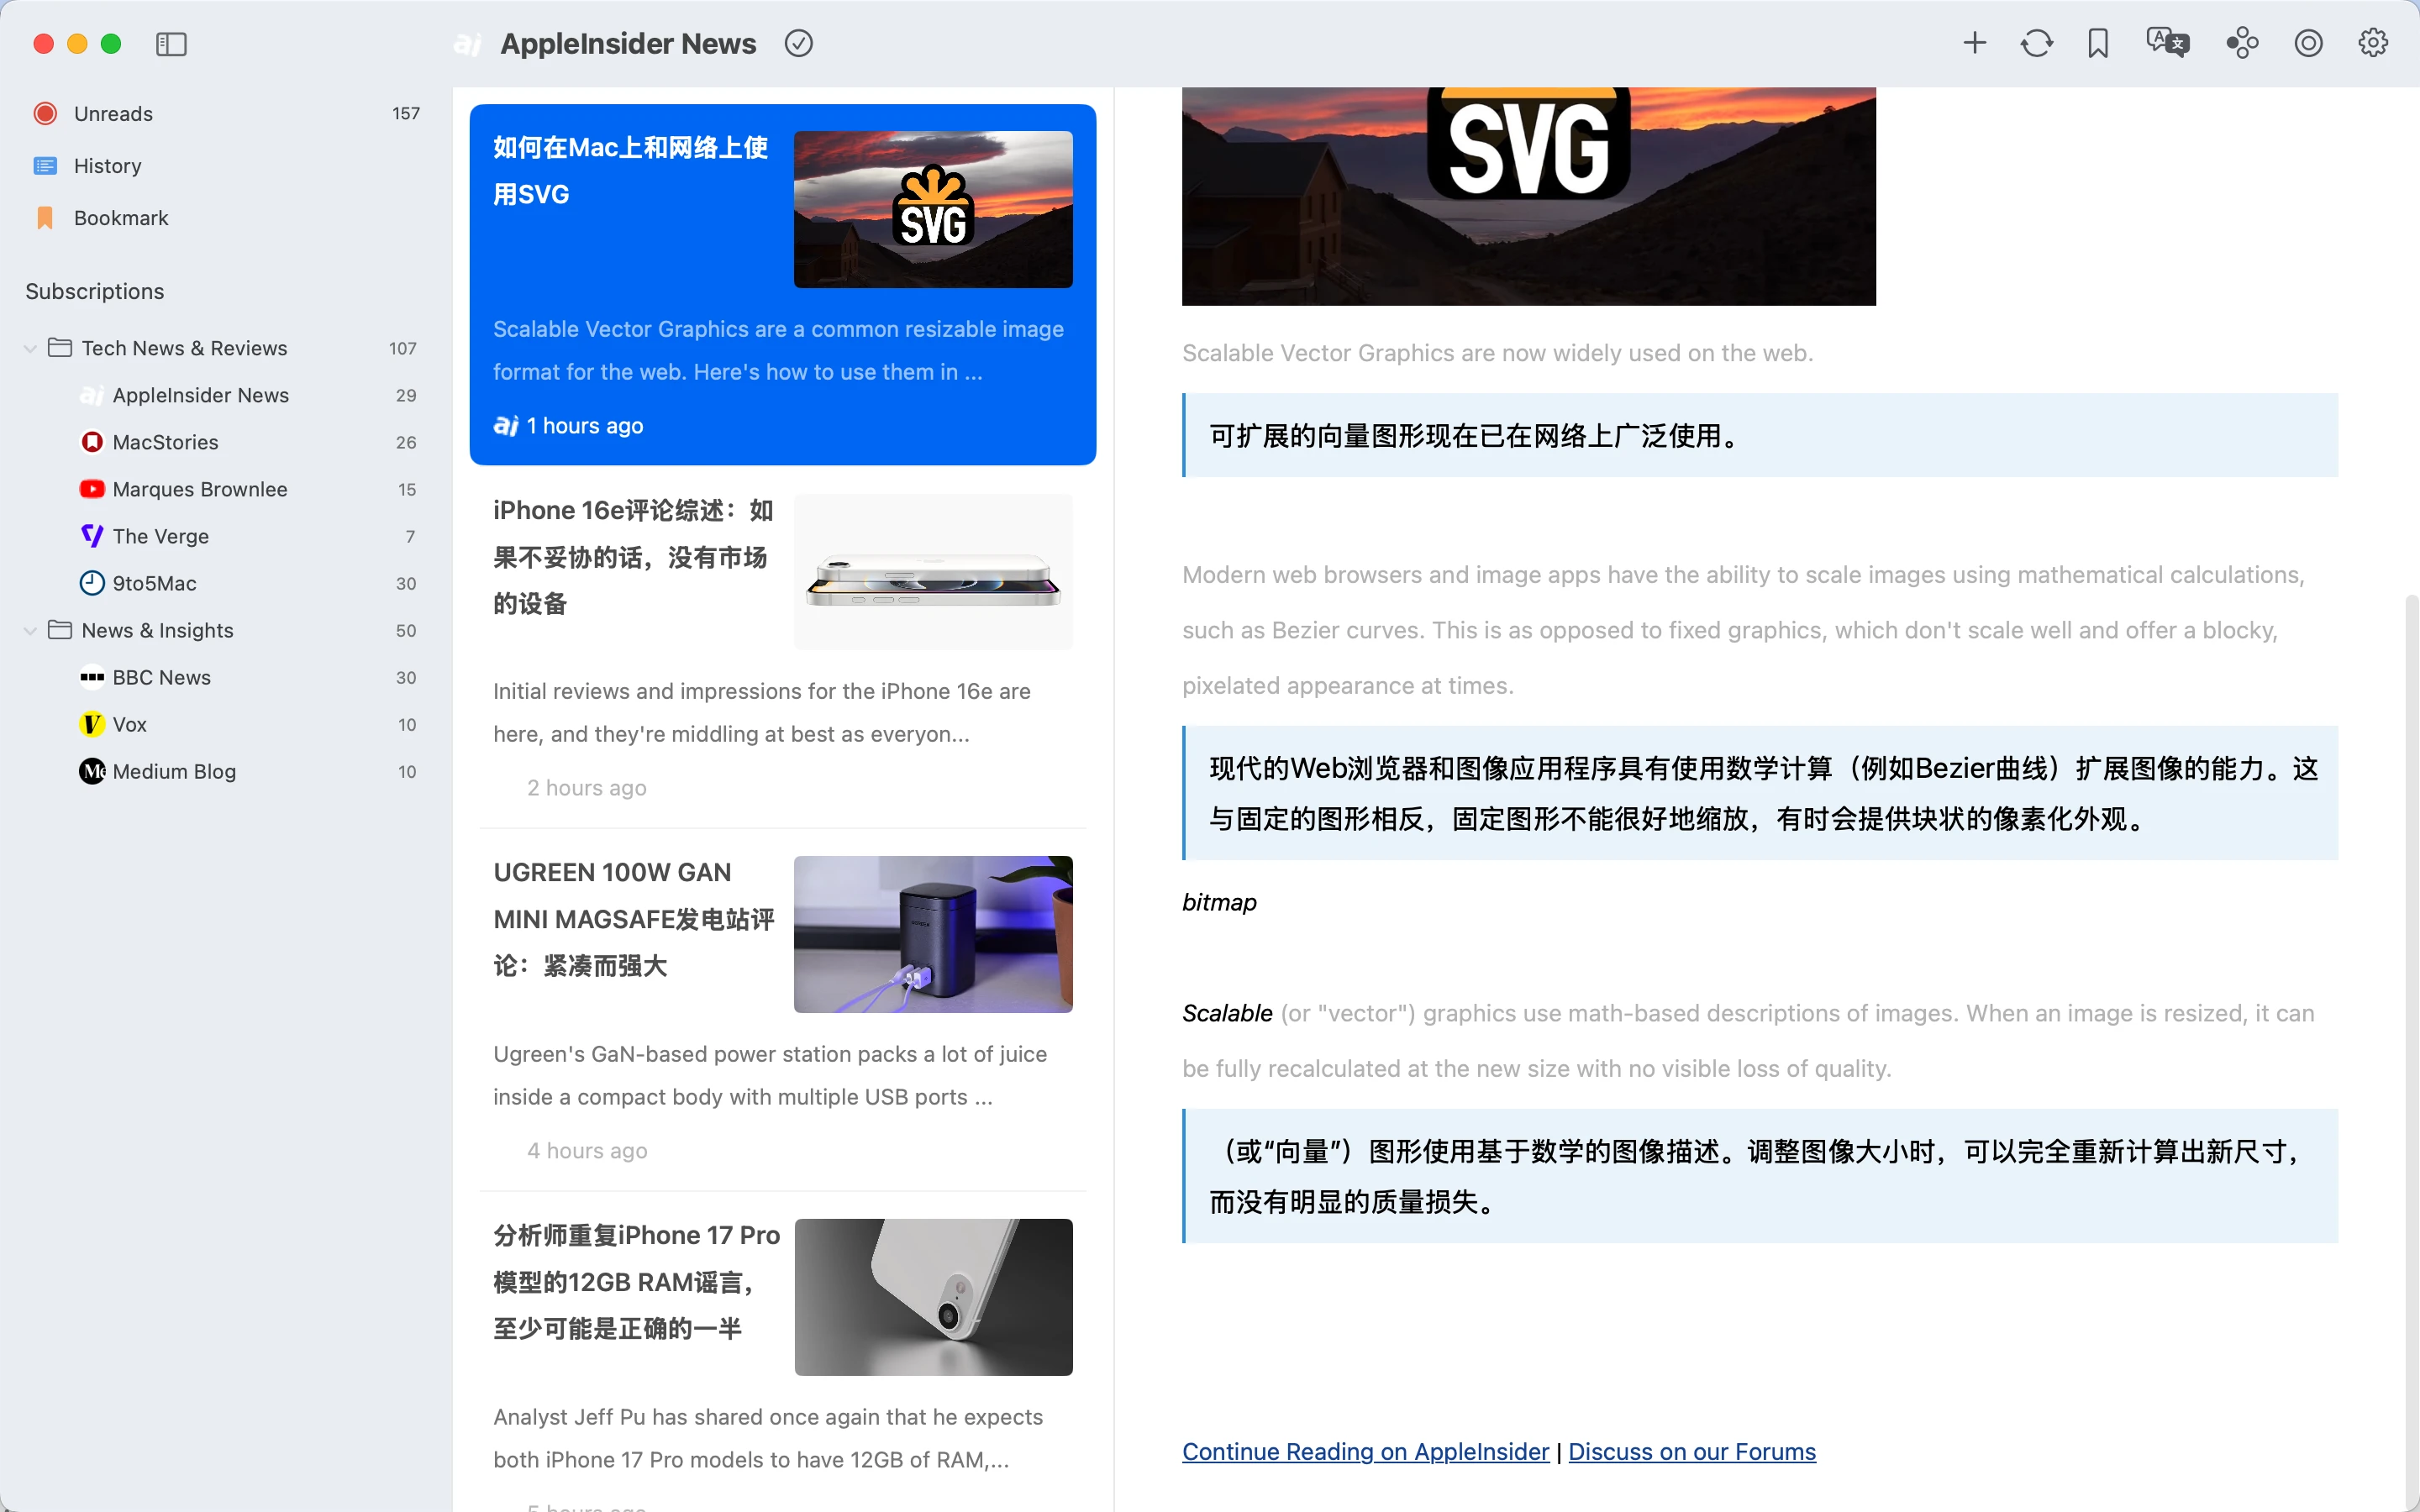 AppleInsider News
Unreads 157
History
Bookmark
Subscriptions
Tech News & Reviews 107
AppleInsider News 29
MacStories 26
Marques Brownlee 15
The Verge 7
9to5Mac 30
News & Insights 50
BBC News 30
Vox 10
Medium Blog 10
如何在Mac上和网络上使
用SVG
SVG
Scalable Vector Graphics are a common resizable image
format for the web. Here's how to use them in ...
ai 1 hours ago
iPhone 16e评论综述：如
果不妥协的话，没有市场
的设备
Initial reviews and impressions for the iPhone 16e are
here, and they're middling at best as everyon...
2 hours ago
UGREEN 100W GAN
MINI MAGSAFE发电站评
论：紧凑而强大
Ugreen's GaN-based power station packs a lot of juice
inside a compact body with multiple USB ports ...
4 hours ago
分析师重复iPhone 17 Pro
模型的12GB RAM谣言，
至少可能是正确的一半
Analyst Jeff Pu has shared once again that he expects
both iPhone 17 Pro models to have 12GB of RAM,...
5 hours ago
SVG
Scalable Vector Graphics are now widely used on the web.
可扩展的向量图形现在已在网络上广泛使用。
Modern web browsers and image apps have the ability to scale images using mathematical calculations,
such as Bezier curves. This is as opposed to fixed graphics, which don't scale well and offer a blocky,
pixelated appearance at times.
现代的Web浏览器和图像应用程序具有使用数学计算（例如Bezier曲线）扩展图像的能力。这
与固定的图形相反，固定图形不能很好地缩放，有时会提供块状的像素化外观。
bitmap
Scalable (or "vector") graphics use math-based descriptions of images. When an image is resized, it can
be fully recalculated at the new size with no visible loss of quality.
（或“向量”）图形使用基于数学的图像描述。调整图像大小时，可以完全重新计算出新尺寸，
而没有明显的质量损失。
Continue Reading on AppleInsider | Discuss on our Forums